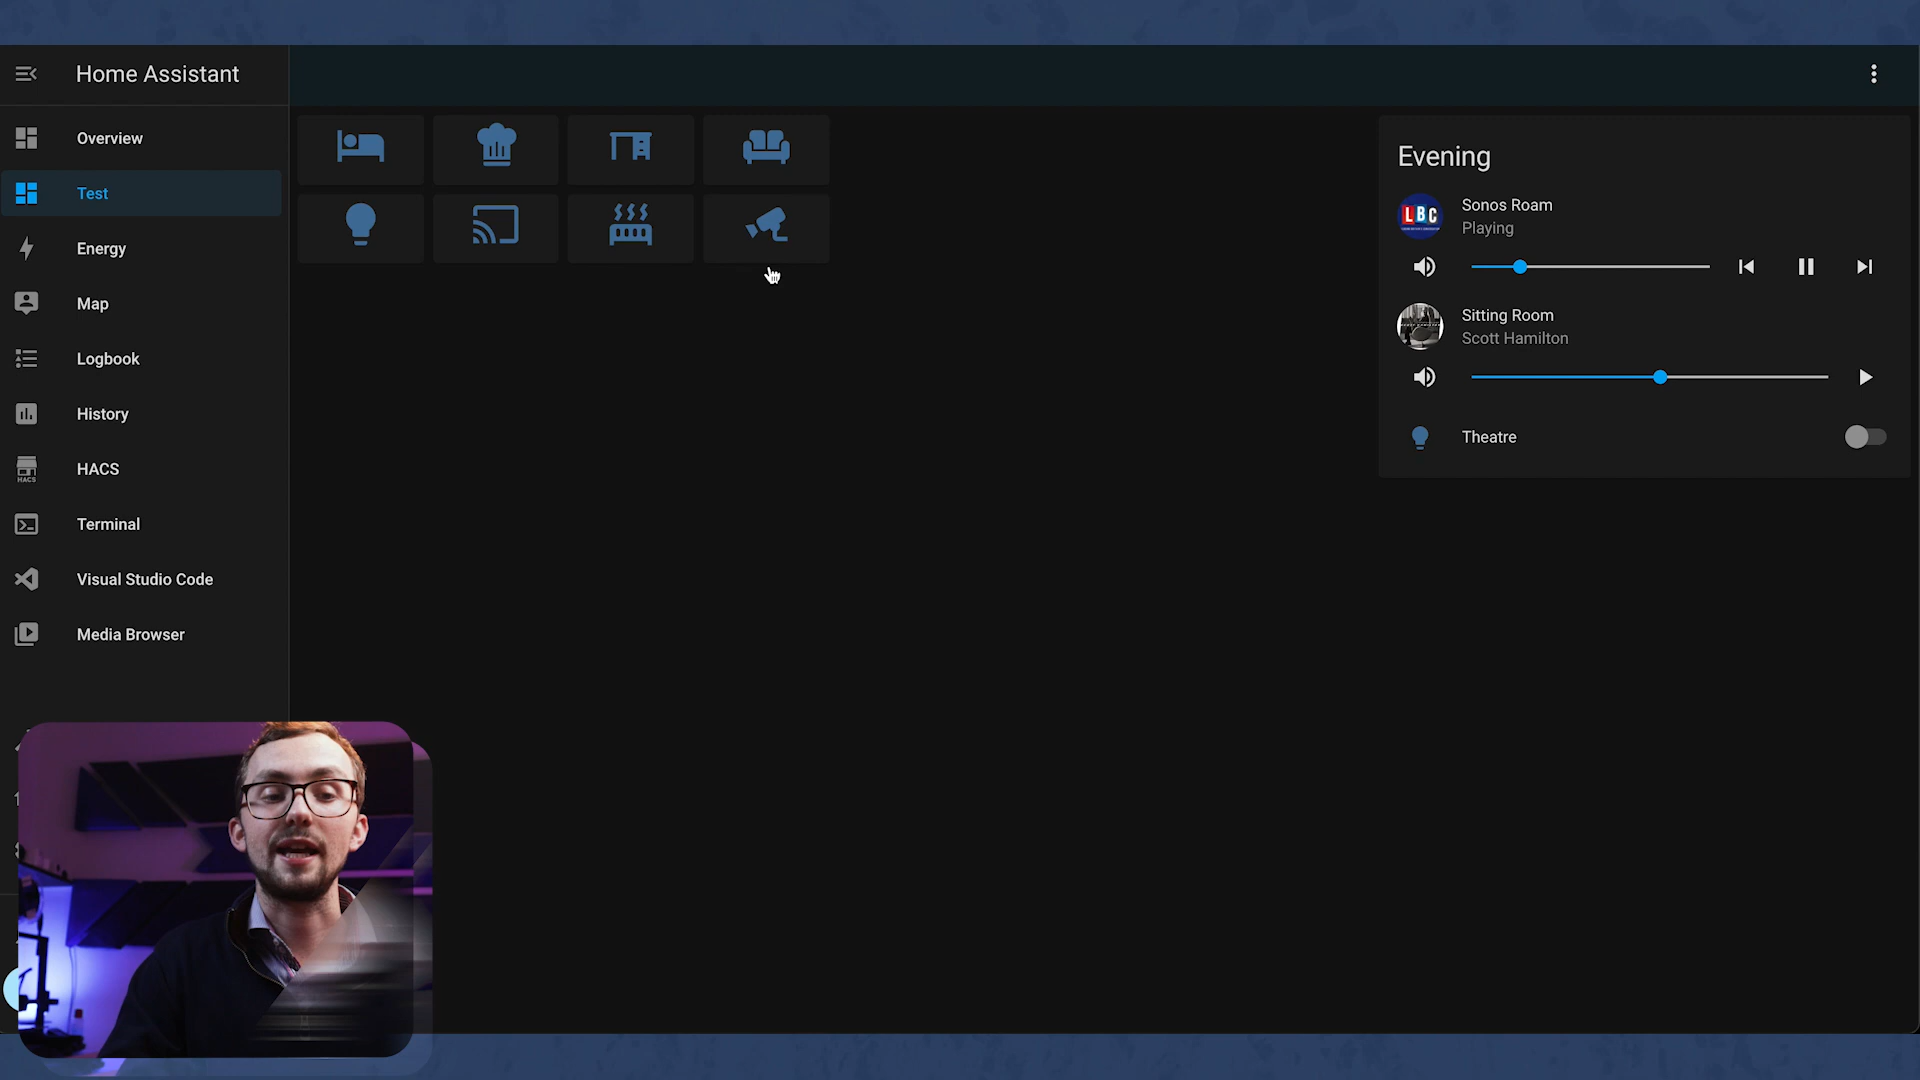 Home Assistant
Overview
Test
Energy
Map
Logbook
History
HACS
HACS
Terminal
Visual Studio Code
Media Browser
Evening
LBC
Sonos Roam
Playing
Sitting Room
Scott Hamilton
Theatre